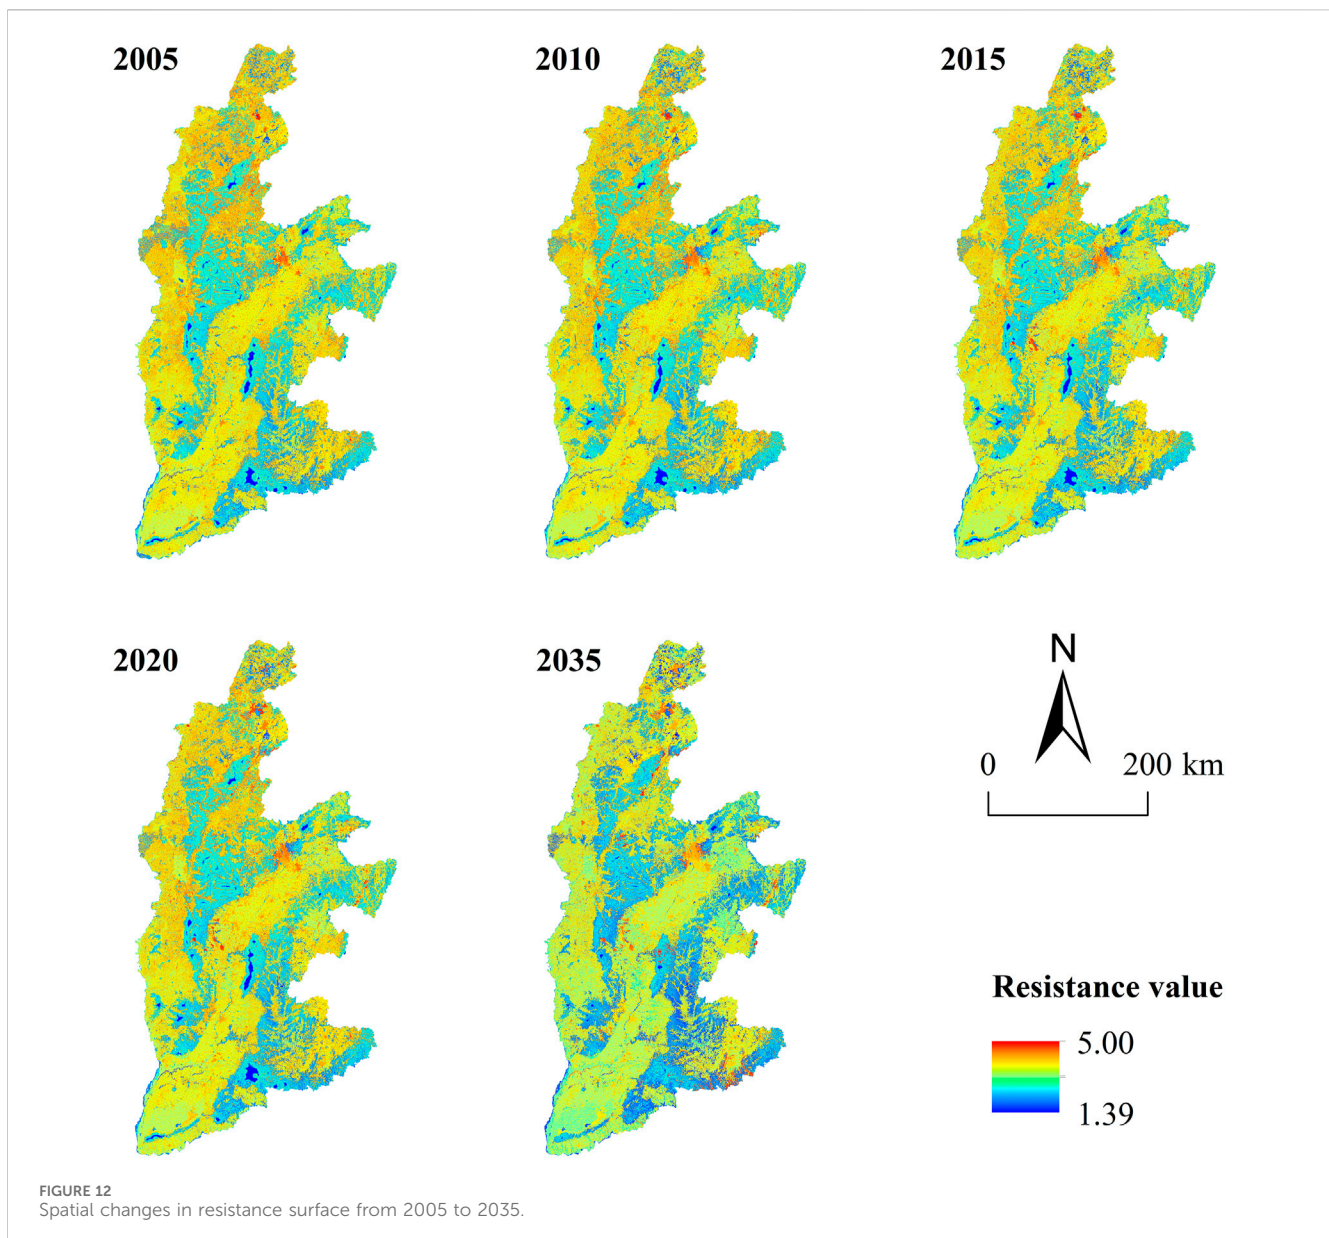 2005
2010
2015
2020
2035
N
0
200 km
Resistance value
5.00
1.39
FIGURE 12
Spatial changes in resistance surface from 2005 to 2035.